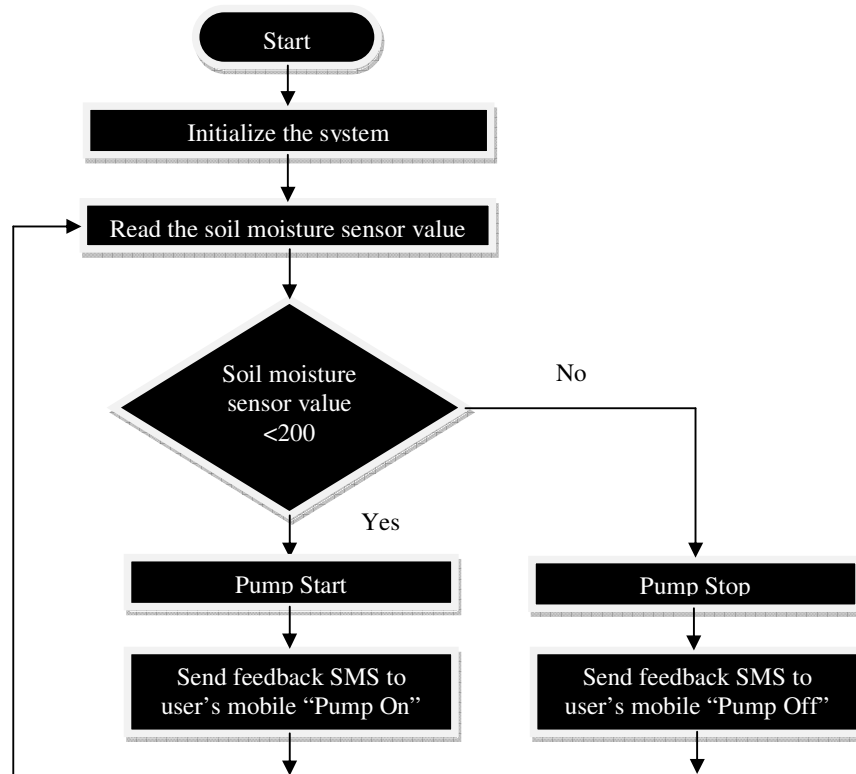 Start
Initialize the system
Read the soil moisture sensor value
Soil moisture
sensor value
<200
No
Yes
Pump Start
Pump Stop
Send feedback SMS to
user's mobile “Pump On”
Send feedback SMS to
user's mobile “Pump Off”